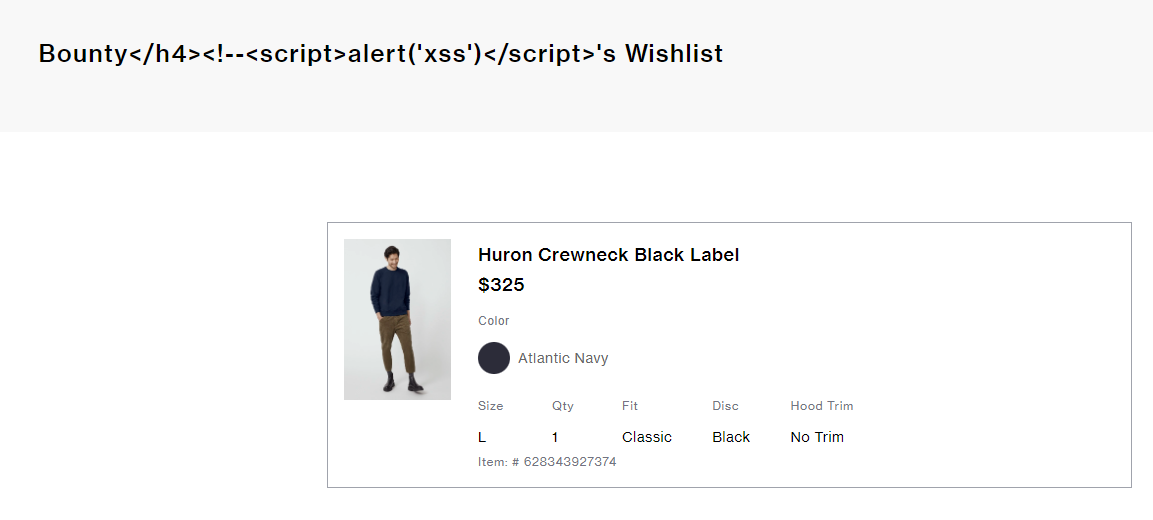 Bounty</h4><!--<script>alert('xss')</script>'s Wishlist
Huron Crewneck Black Label
$325
Color
Atlantic Navy
Size Qty Fit Disc Hood Trim
L 1 Classic Black No Trim
Item: # 628343927374